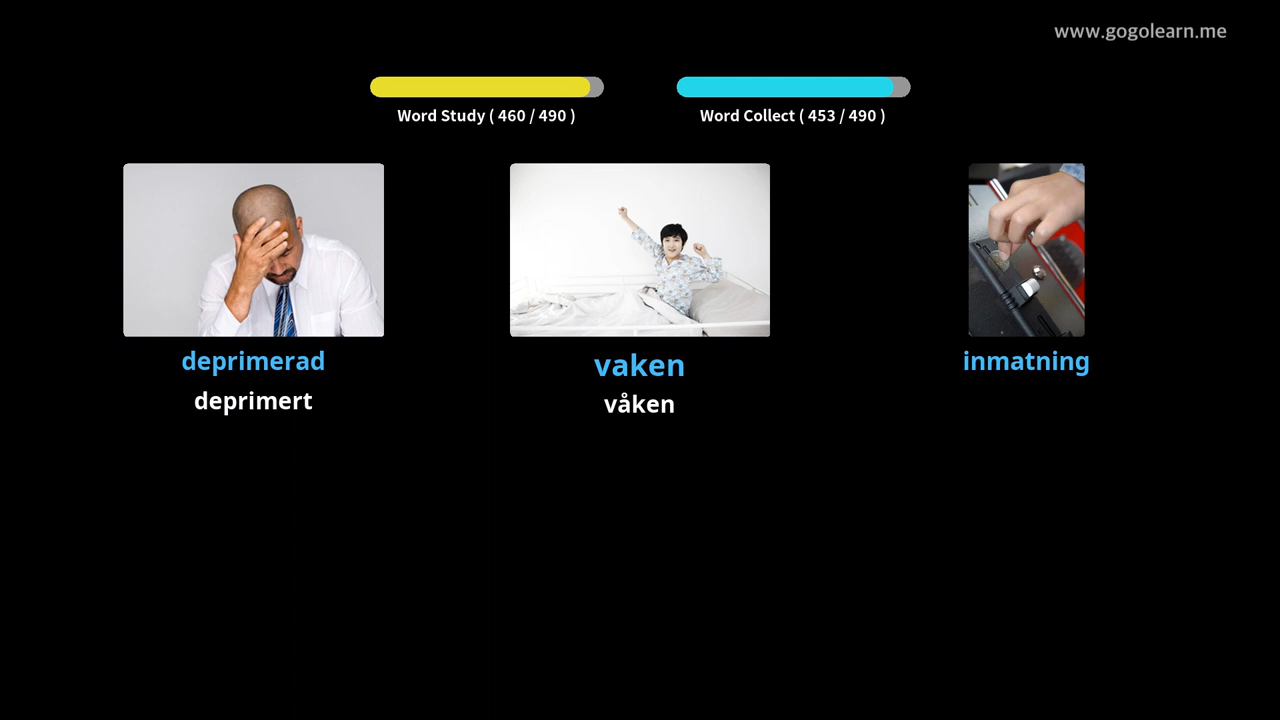 www.gogolearn.me
Word Study ( 460 / 490 )
Word Collect ( 453 / 490 )
deprimerad
deprimert
vaken
våken
inmatning